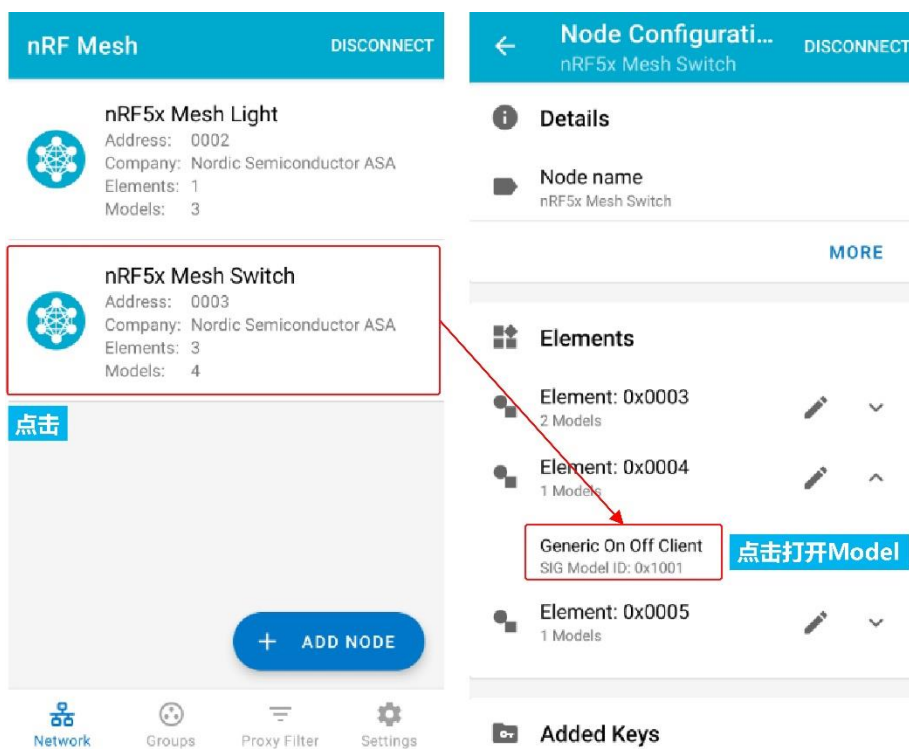 nRF Mesh
DISCONNECT
nRF5x Mesh Light
Address: 0002
Company: Nordic Semiconductor ASA
Elements: 1
Models: 3
nRF5x Mesh Switch
Address: 0003
Company: Nordic Semiconductor ASA
Elements: 3
Models: 4
点击
ADD NODE
Network
Groups
Proxy Filter
Settings
Node Configurati...
DISCONNECT
nRF5x Mesh Switch
Details
Node name
nRF5x Mesh Switch
MORE
Elements
Element: 0x0003
2 Models
Element: 0x0004
1 Models
Generic On Off Client
SIG Model ID: 0x1001
点击打开Model
Element: 0x0005
1 Models
Added Keys